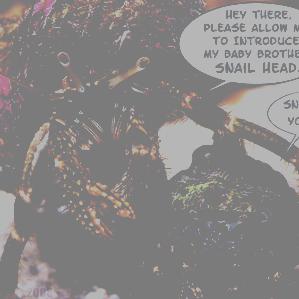 HEY THERE.
PLEASE ALLOW M
TO INTRODUCE
MY BABY BROTHE
SNAIL HEAD.
SN
YO